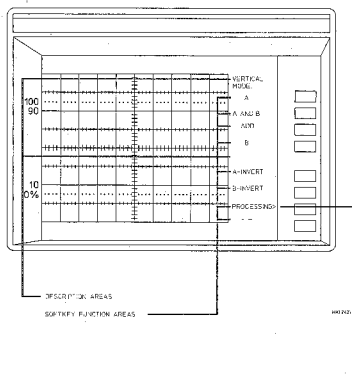 VERTICAL
MODE
A
100
90
A AND B
ADD
B
A-INVERT
10
B-INVERT
0%
PROCESSING>
DESCRIPTION AREAS
SOFTKEY FUNCTION AREAS